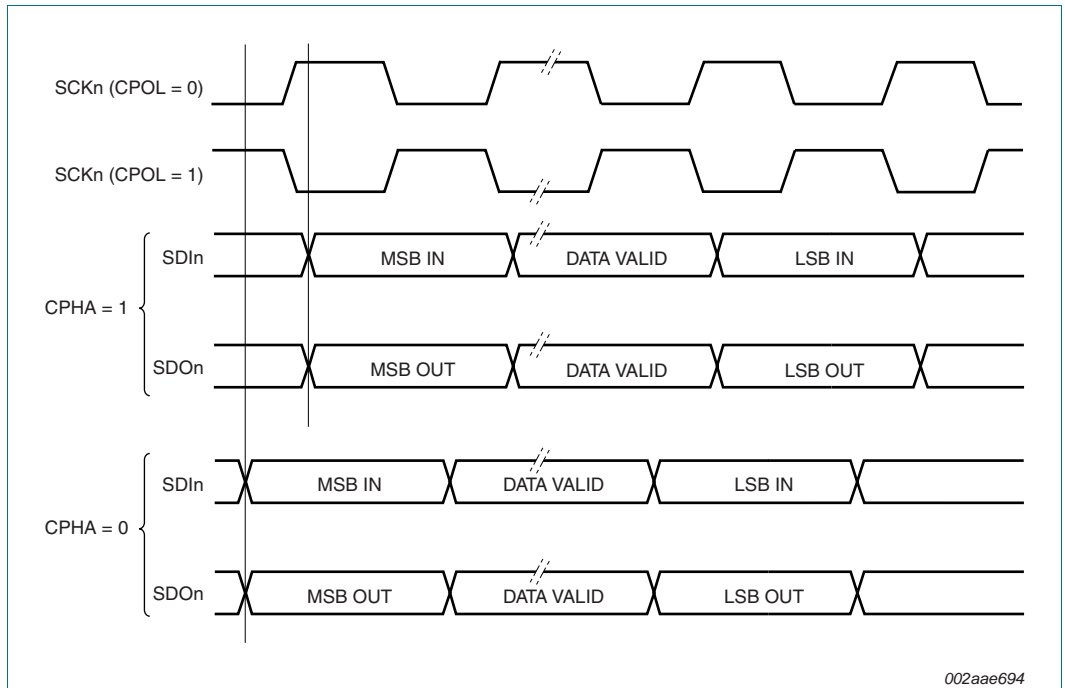 SCKn (CPOL = 0)
SCKn (CPOL = 1)
CPHA = 1
SDIn
MSB IN
DATA VALID
LSB IN
SDOn
MSB OUT
DATA VALID
LSB OUT
CPHA = 0
SDIn
MSB IN
DATA VALID
LSB IN
SDOn
MSB OUT
DATA VALID
LSB OUT
002aae694